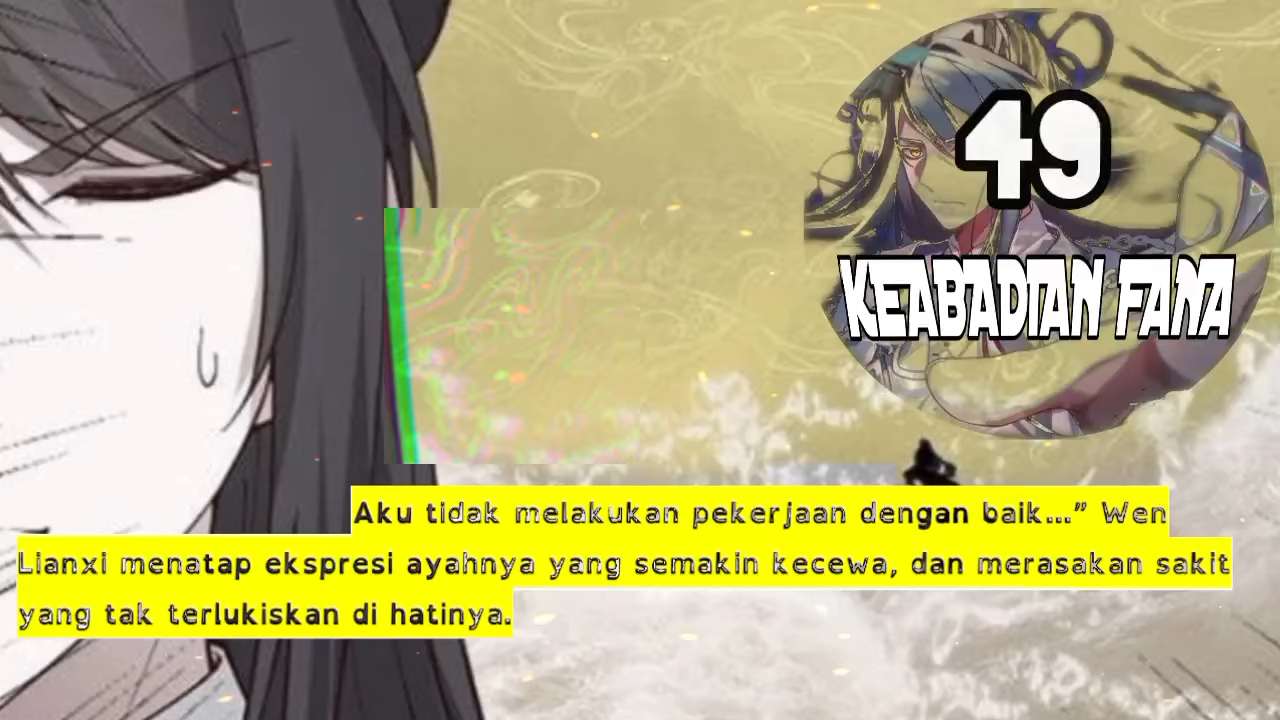 49
KEABADIAN FANA
Aku tidak melakukan pekerjaan dengan baik...” Wen
Lianxi menatap ekspresi ayahnya yang semakin kecewa, dan merasakan sakit
yang tak terlukiskan di hatinya.